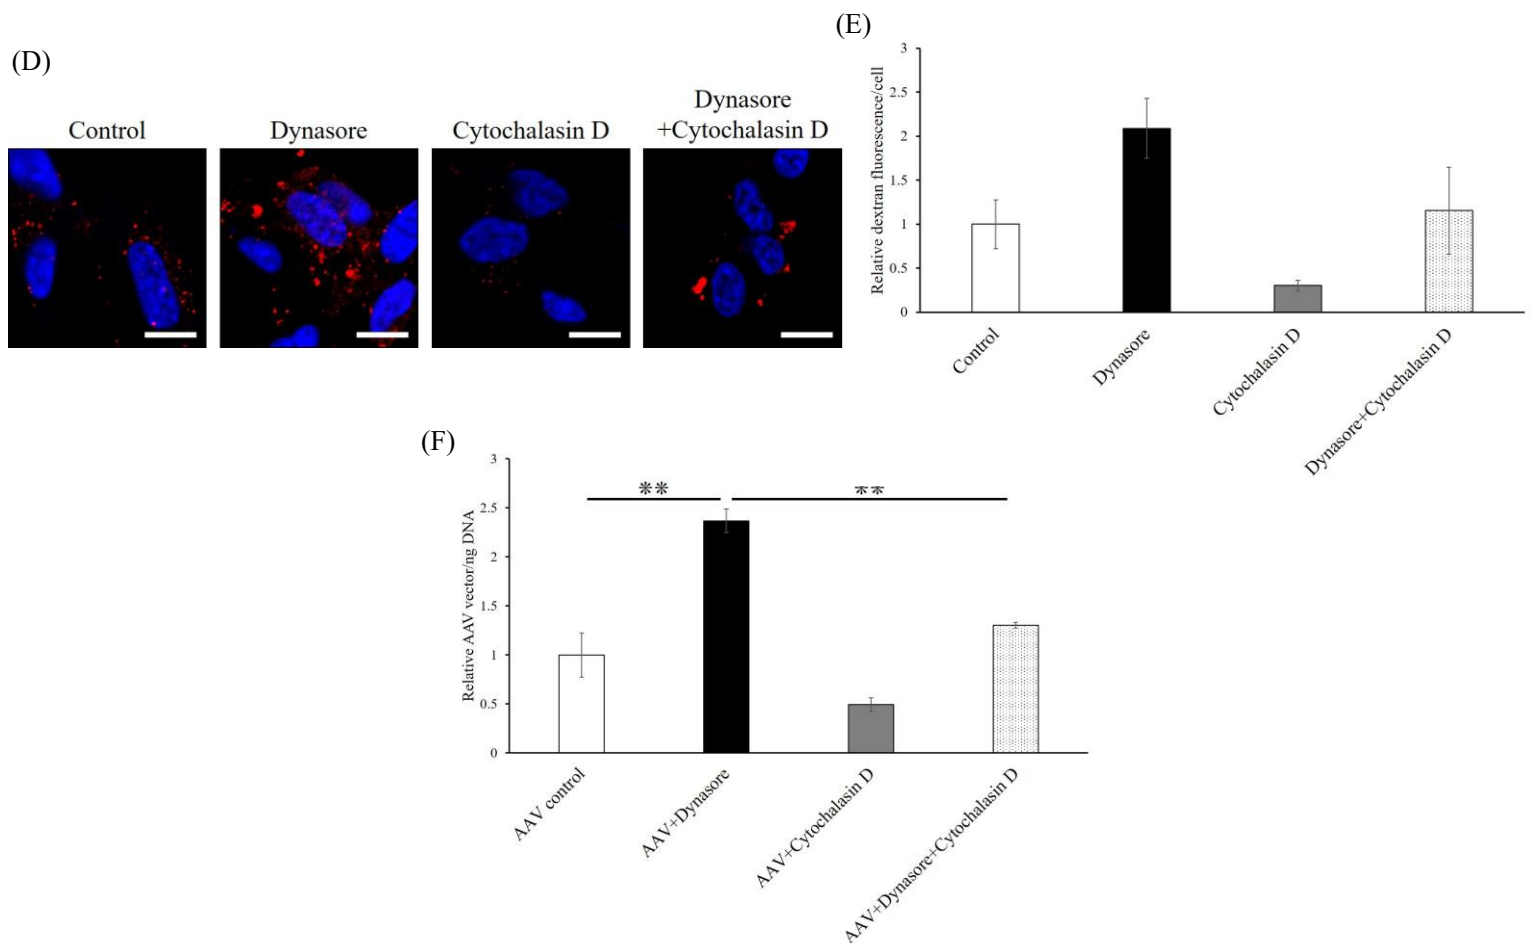 (D)
Control
Dynasore
Cytochalasin D
Dynasore
+Cytochalasin D
(E)
Relative dextran fluorescence/cell
3
2.5
2
1.5
1
0.5
0
Control
Dynasore
Cytochalasin D
Dynasore+Cytochalasin D
(F)
Relative AAV vector/ng DNA
3
2.5
2
1.5
1
0.5
0
**
**
AAV control
AAV+Dynasore
AAV+Cytochalasin D
AAV+Dynasore+Cytochalasin D